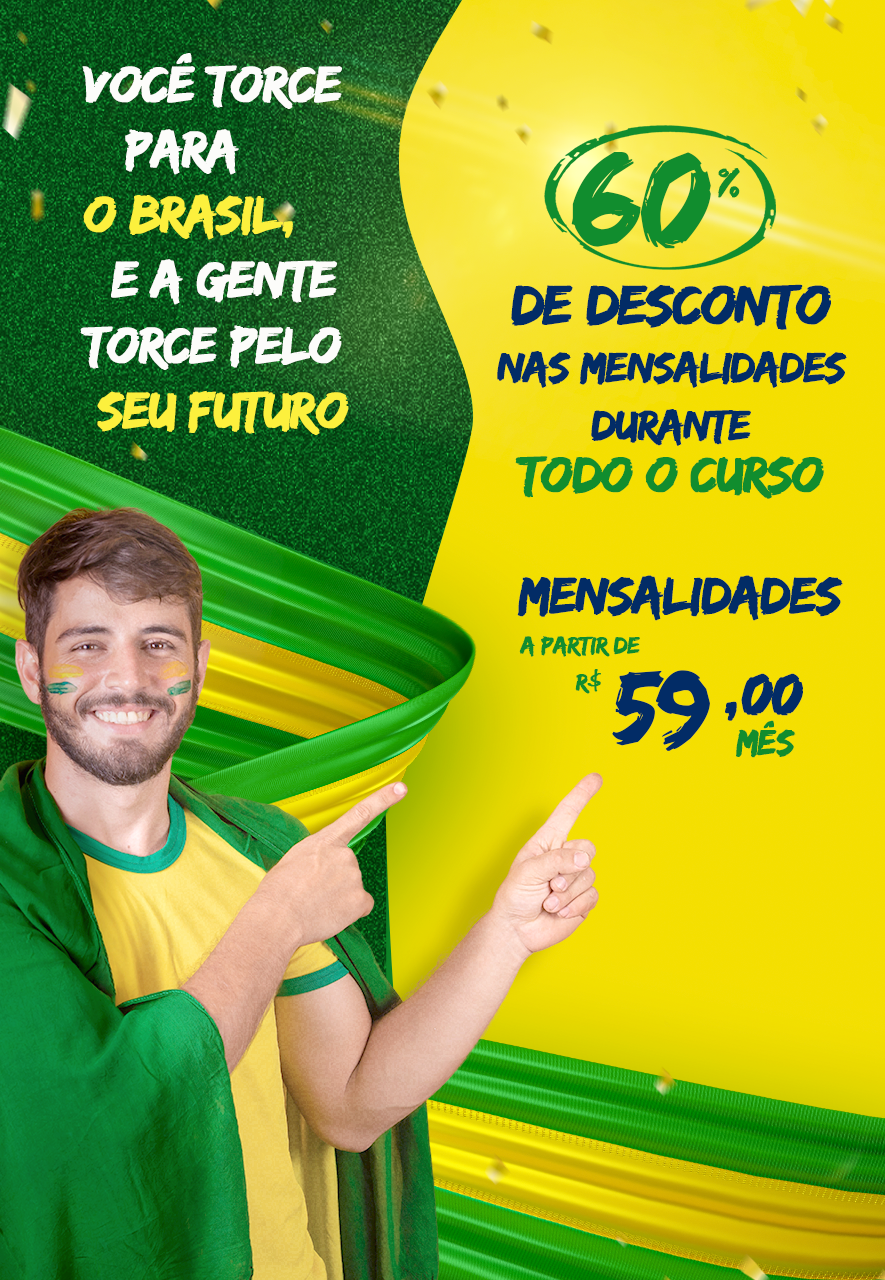 VOCÊ TORCE
PARA
O BRASIL,
E A GENTE
TORCE PELO
SEU FUTURO
60%
DE DESCONTO
NAS MENSALIDADES
DURANTE
TODO O CURSO
MENSALIDADES
A PARTIR DE
R$ 59,00
MÊS